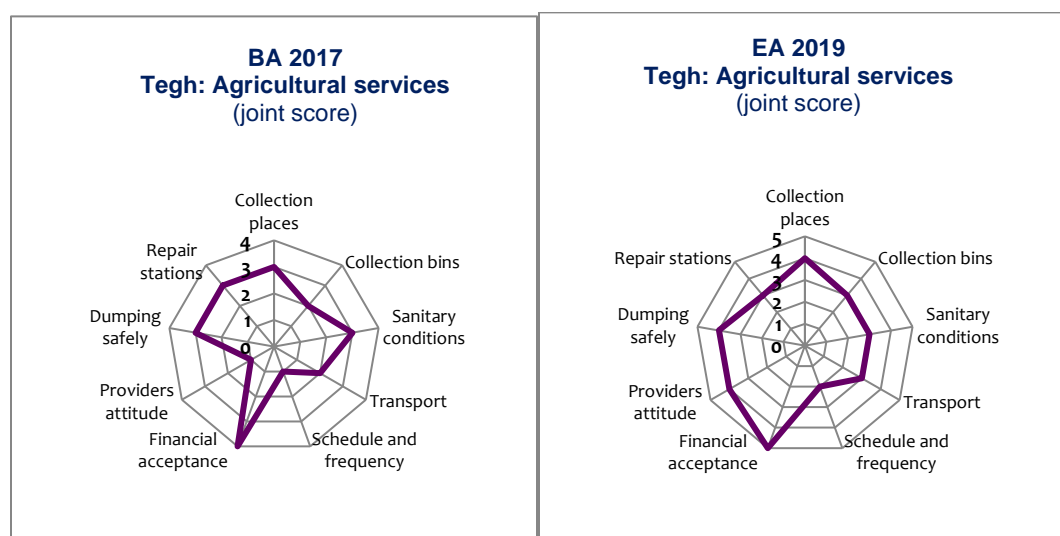 BA 2017
Tegh: Agricultural services
(joint score)
Collection
places
Collection bins
Sanitary
conditions
Transport
Schedule and
frequency
Financial
acceptance
Providers
attitude
Dumping
safely
Repair
stations
4
3
2
1
0
EA 2019
Tegh: Agricultural services
(joint score)
Collection
places
Collection bins
Sanitary
conditions
Transport
Schedule and
frequency
Financial
acceptance
Providers
attitude
Dumping
safely
Repair stations
5
4
3
2
1
0